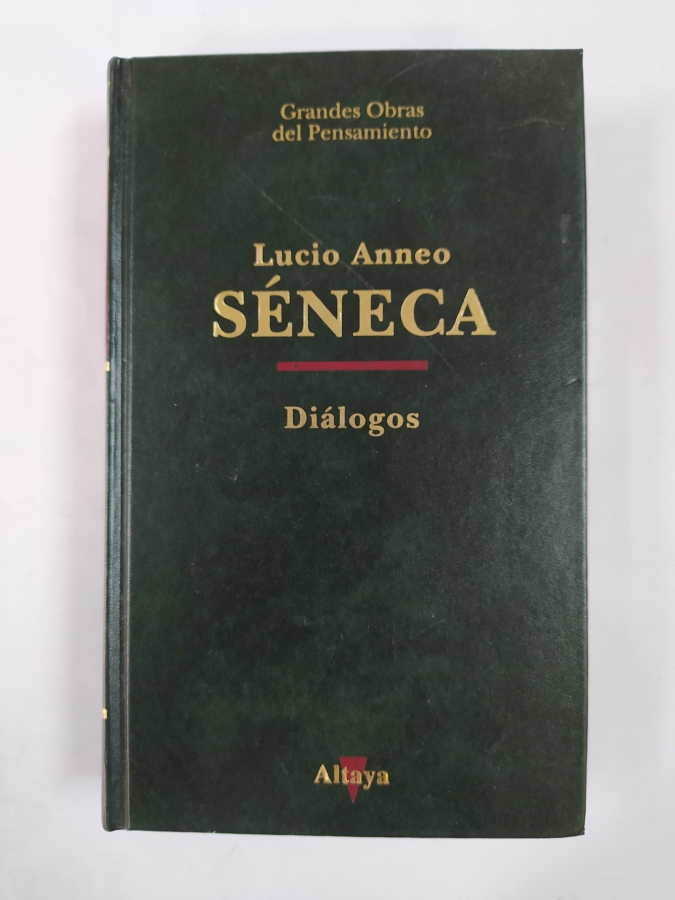 Grandes Obras
del Pensamiento
Lucio Anneo
SÉNECA
Diálogos
Altaya